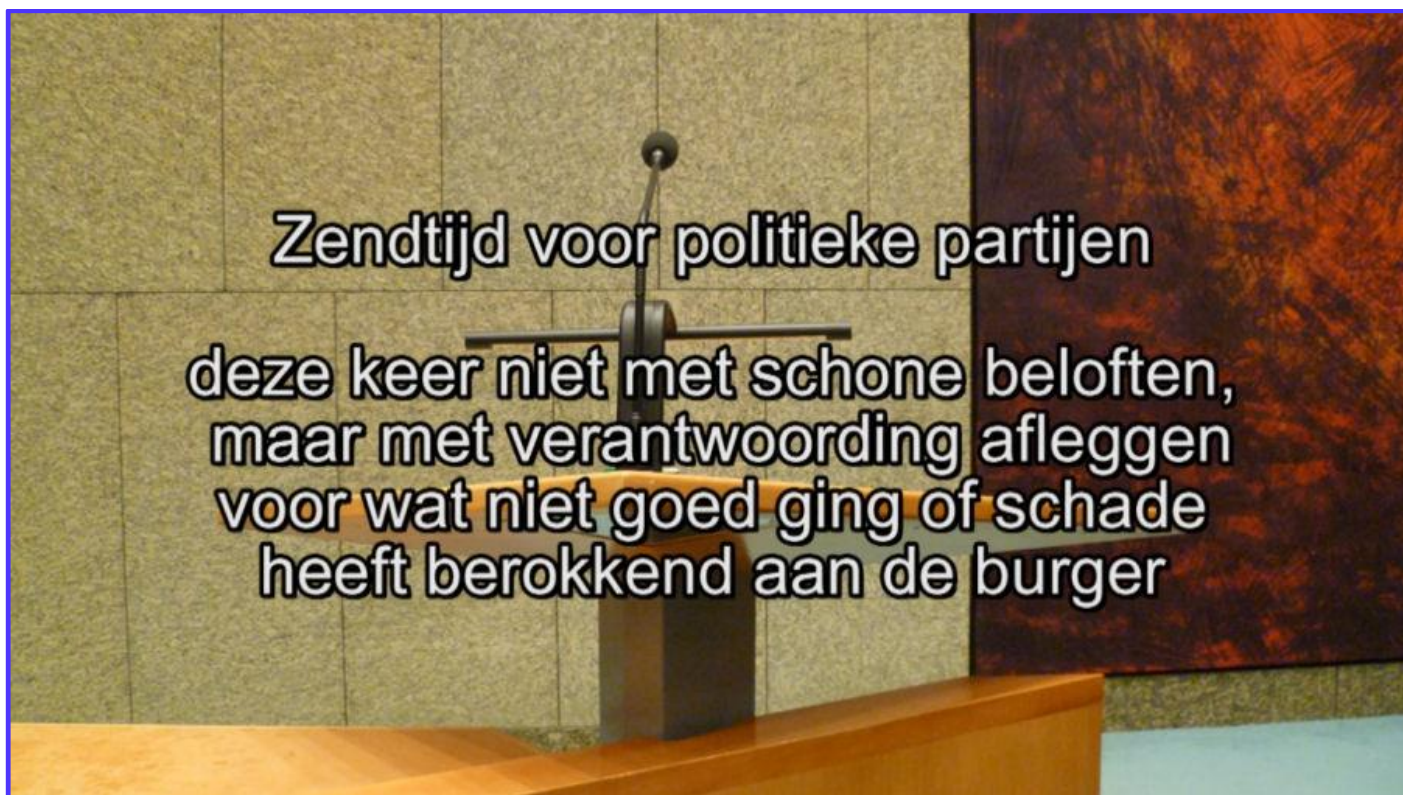 Zendtijd voor politieke partijen
deze keer niet met schone beloften,
maar met verantwoording afleggen
voor wat niet goed ging of schade
heeft berokkend aan de burger